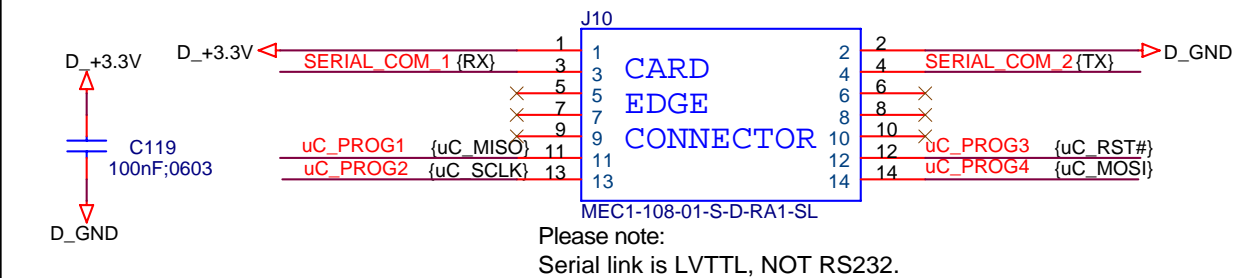 J10
D_+3.3V
1 1 2 2
D_GND
SERIAL_COM_1 {RX} 3 3 4 4 SERIAL_COM_2 {TX}
5 5 6 6
7 7 8 8
9 9 10 10
uC_PROG1 {uC_MISO} 11 11 12 12 uC_PROG3 {uC_RST#}
uC_PROG2 {uC_SCLK} 13 13 14 14 uC_PROG4 {uC_MOSI}
CARD
EDGE
CONNECTOR
MEC1-108-01-S-D-RA1-SL
D_+3.3V
C119
100nF;0603
D_GND
Please note:
Serial link is LVTTL, NOT RS232.